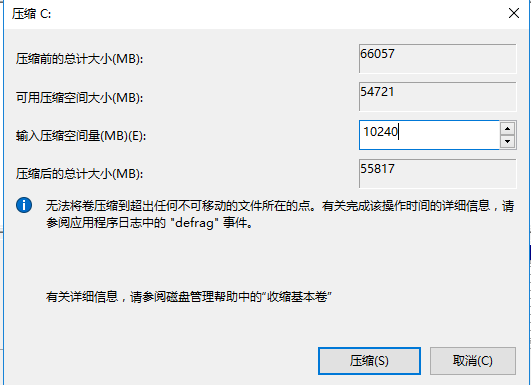 压缩 C:
压缩前的总计大小(MB):
66057
可用压缩空间大小(MB):
54721
输入压缩空间量(MB)(E):
10240
压缩后的总计大小(MB):
55817
无法将卷压缩到超出任何不可移动的文件所在的点。有关完成该操作时间的详细信息，请
参阅应用程序日志中的 "defrag" 事件。
有关详细信息，请参阅磁盘管理帮助中的"收缩基本卷"
压缩(S)
取消(C)